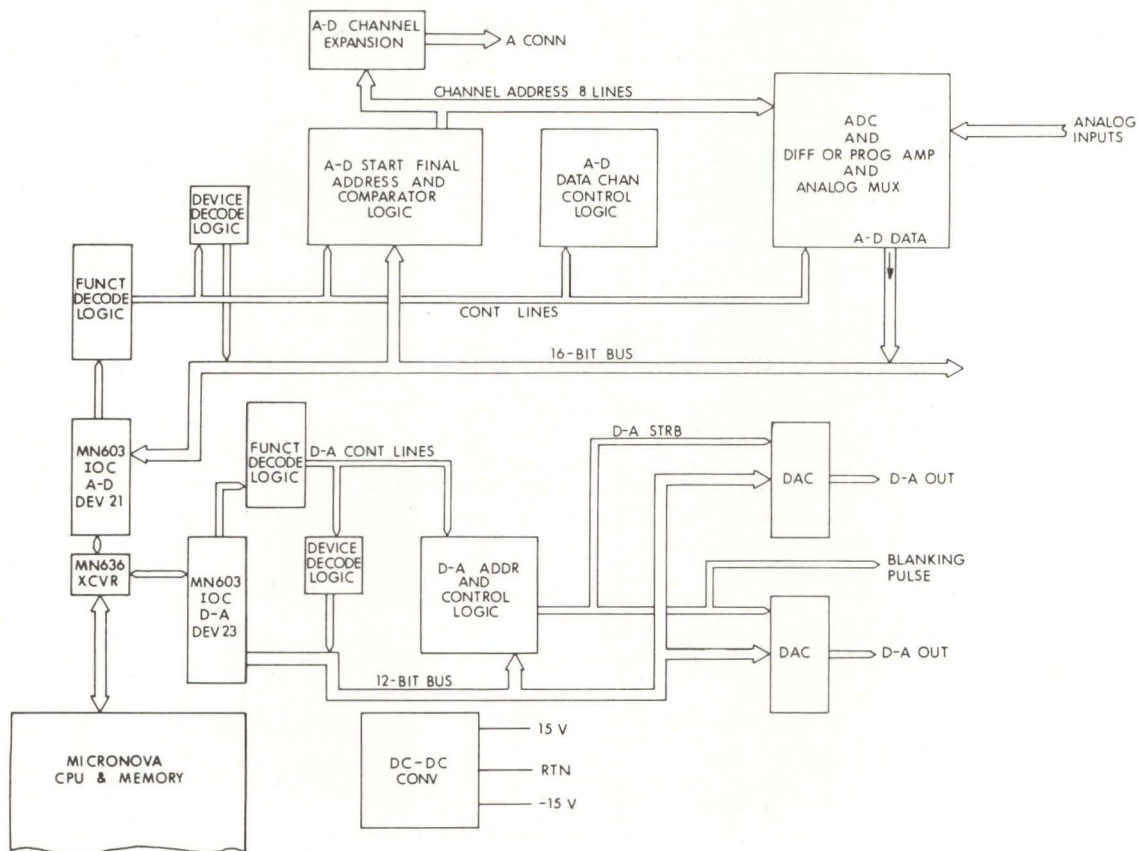 A-D CHANNEL
EXPANSION
A CONN
CHANNEL ADDRESS 8 LINES
ADC
AND
DIFF OR PROG AMP
AND
ANALOG MUX
A-D DATA
ANALOG
INPUTS
A-D START FINAL
ADDRESS AND
COMPARATOR
LOGIC
A-D
DATA CHAN
CONTROL
LOGIC
DEVICE
DECODE
LOGIC
FUNCT
DECODE
LOGIC
CONT LINES
16-BIT BUS
MN603
IOC
A-D
DEV 21
FUNCT
DECODE
LOGIC
D-A CONT LINES
D-A STRB
DAC
D-A OUT
MN636
XCVR
MN603
IOC
D-A
DEV 23
DEVICE
DECODE
LOGIC
D-A ADDR
AND
CONTROL
LOGIC
BLANKING
PULSE
DAC
D-A OUT
12-BIT BUS
MICRONOVA
CPU & MEMORY
DC-DC
CONV
15 V
RTN
-15 V